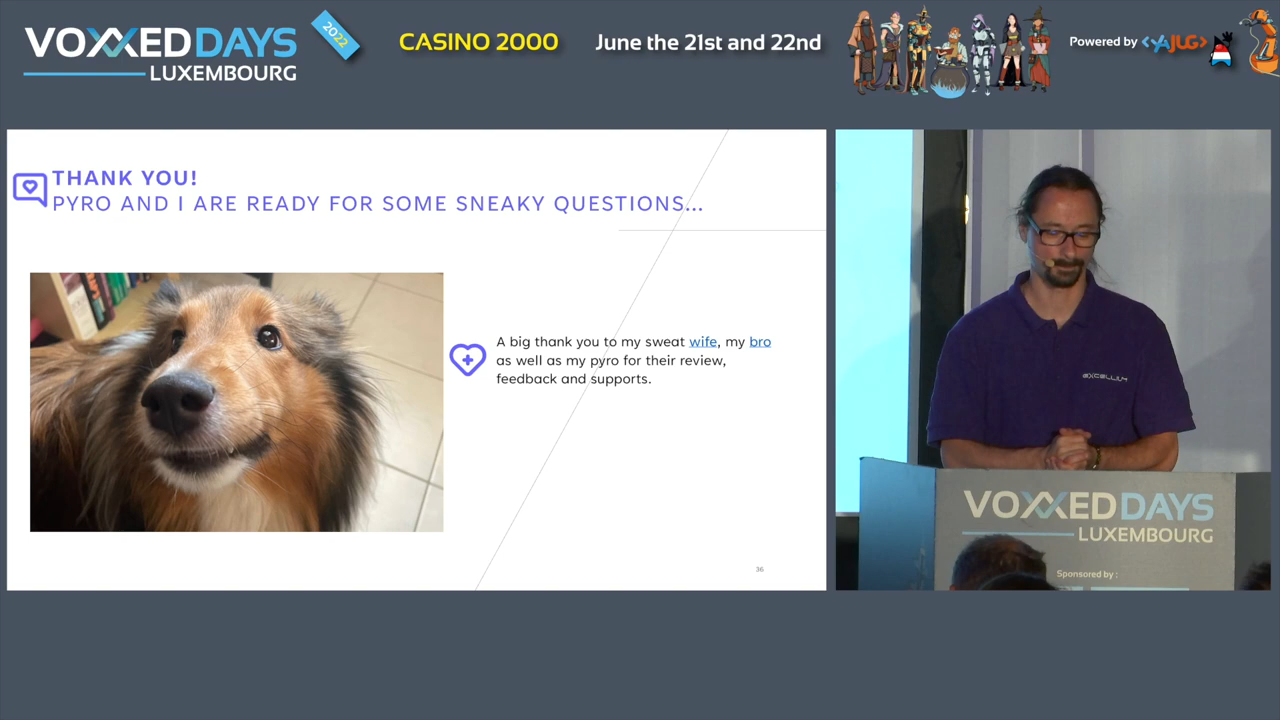 VOXXED DAYS
LUXEMBOURG
2022
CASINO 2000
June the 21st and 22nd
Powered by <YAJUG>
THANK YOU!
PYRO AND I ARE READY FOR SOME SNEAKY QUESTIONS...
A big thank you to my sweat wife, my bro
as well as my pyro for their review,
feedback and supports.
36
EXCELLIUM
VOXXED DAYS
LUXEMBOURG
Sponsored by :